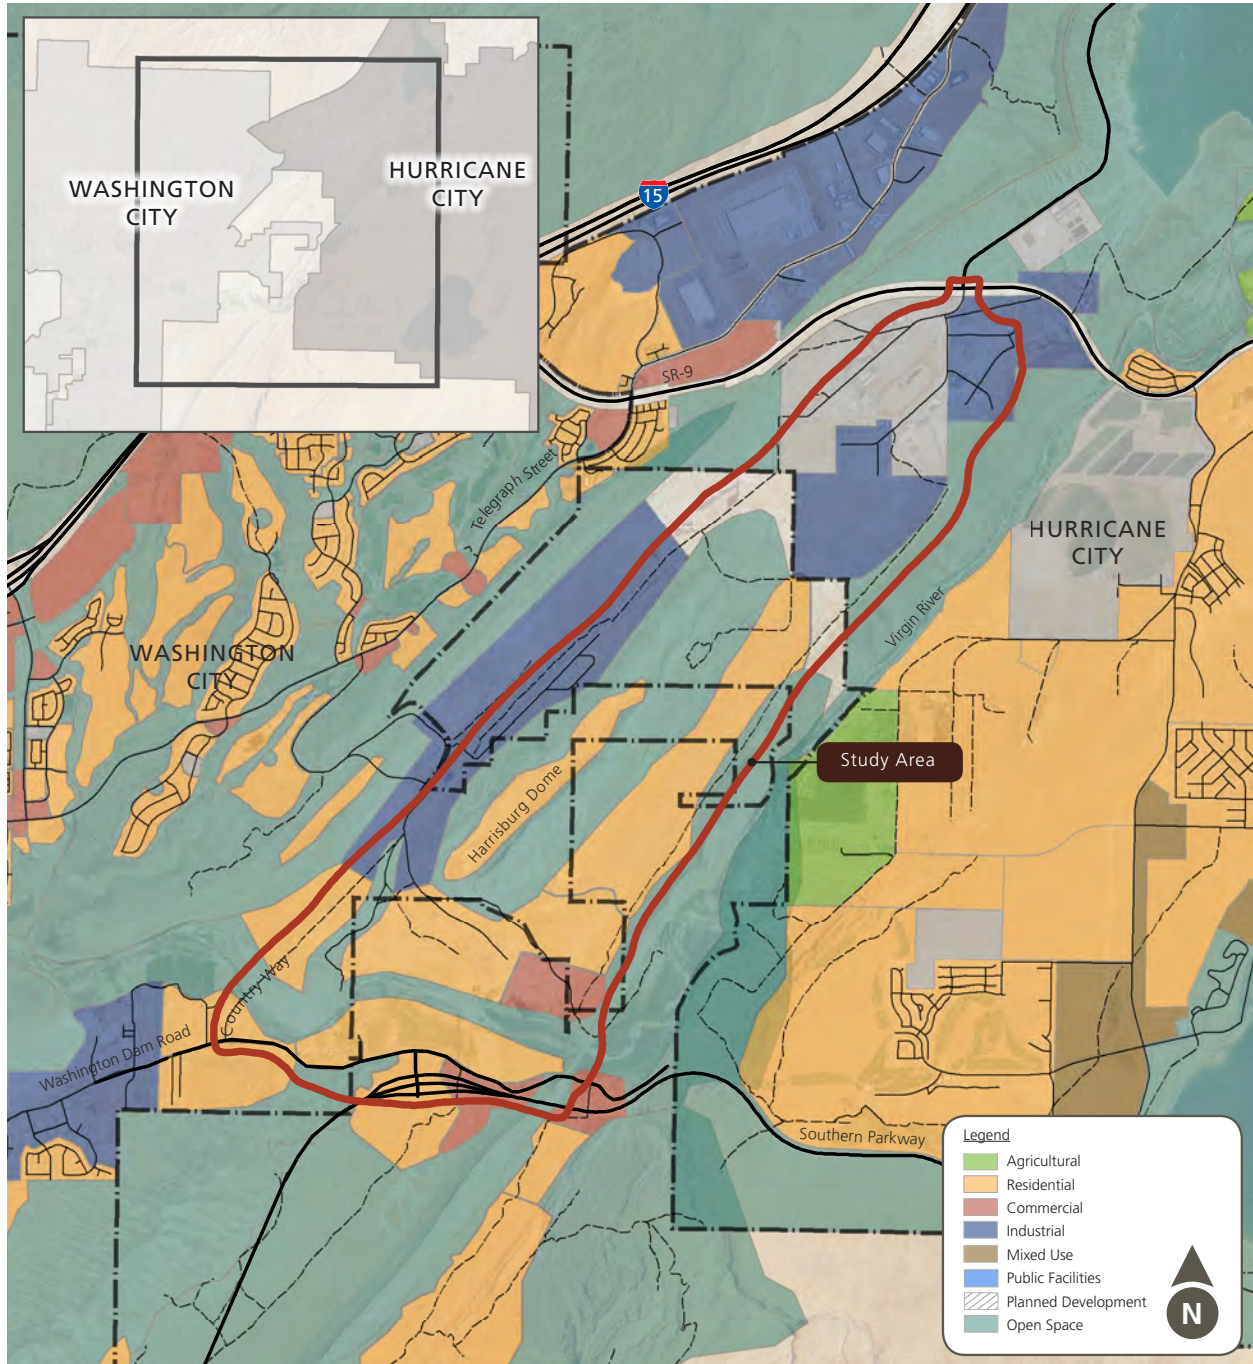 WASHINGTON
CITY
HURRICANE
CITY
15
SR-9
Telegraph Street
HURRICANE
CITY
Virgin River
WASHINGTON
CITY
Study Area
Harrisburg Dome
Country Way
Washington Dam Road
Southern Parkway
Legend
Agricultural
Residential
Commercial
Industrial
Mixed Use
Public Facilities
Planned Development
Open Space
N